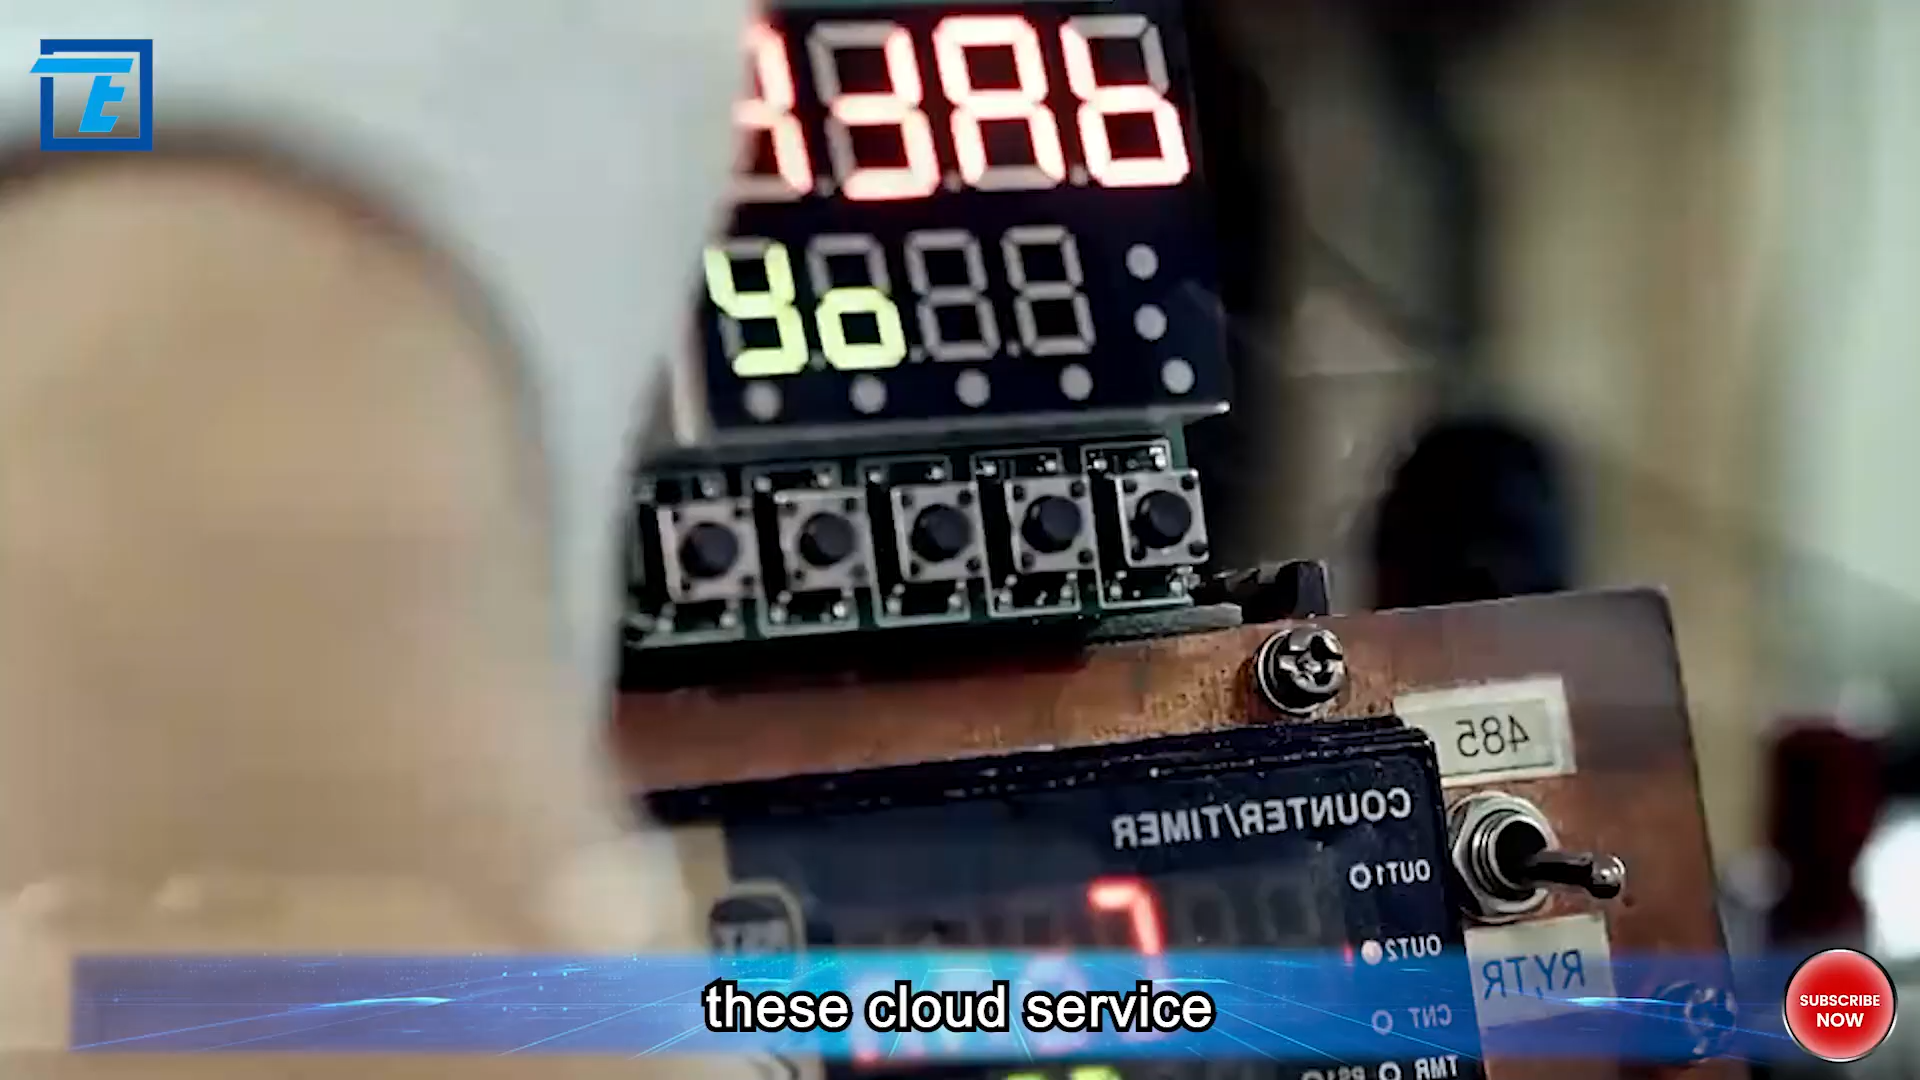 485
COUNTER/TIMER
OUT1
OUT2
RY,TR
CNT
TMR
these cloud service
SUBSCRIBE
NOW